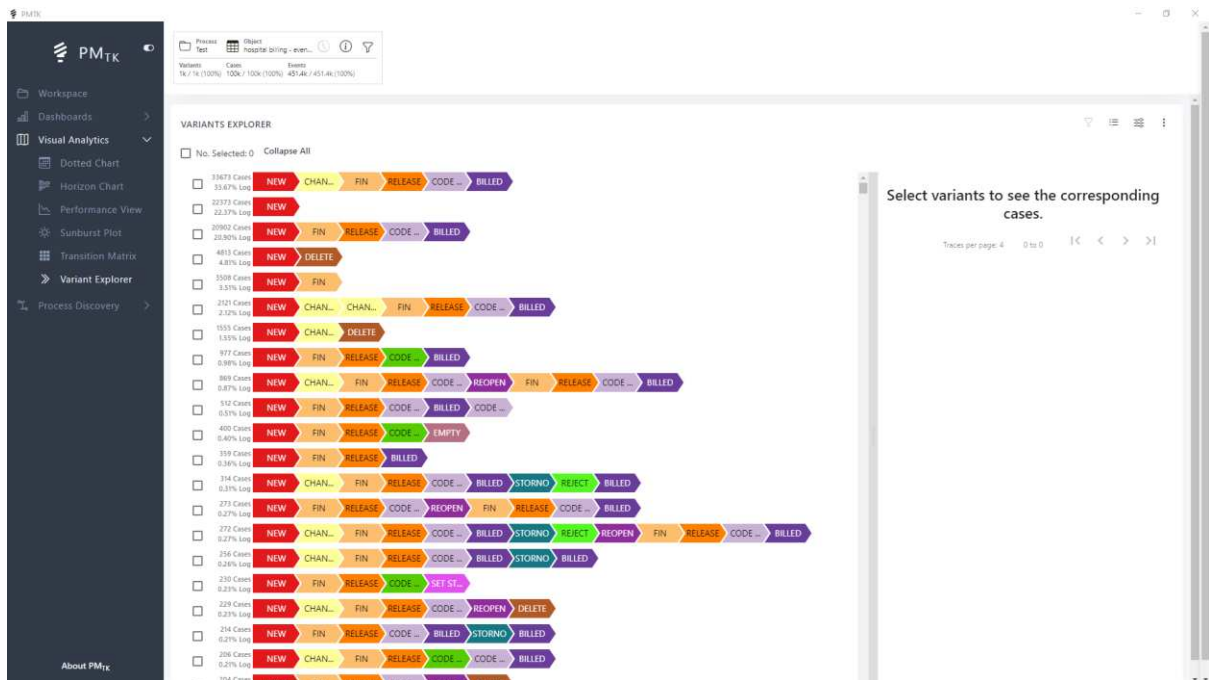 PMTK
PMTK
Process
Test
Object
hospital billing - even...
Variants
1k / 1k (100%)
Cases
100k / 100k (100%)
Events
451.4k / 451.4k (100%)
Workspace
Dashboards
Visual Analytics
Dotted Chart
Horizon Chart
Performance View
Sunburst Plot
Transition Matrix
Variant Explorer
Process Discovery
About PMTK
VARIANTS EXPLORER
No. Selected: 0 Collapse All
33673 Cases
33.67% Log
NEW CHAN... FIN RELEASE CODE ... BILLED
22373 Cases
22.37% Log
NEW
20902 Cases
20.90% Log
NEW FIN RELEASE CODE ... BILLED
4813 Cases
4.81% Log
NEW DELETE
3508 Cases
3.51% Log
NEW FIN
2121 Cases
2.12% Log
NEW CHAN... CHAN... FIN RELEASE CODE ... BILLED
1555 Cases
1.55% Log
NEW CHAN... DELETE
977 Cases
0.98% Log
NEW FIN RELEASE CODE ... BILLED
869 Cases
0.87% Log
NEW CHAN... FIN RELEASE CODE ... REOPEN FIN RELEASE CODE ... BILLED
512 Cases
0.51% Log
NEW FIN RELEASE CODE ... BILLED CODE ...
400 Cases
0.40% Log
NEW FIN RELEASE CODE ... EMPTY
359 Cases
0.36% Log
NEW FIN RELEASE BILLED
314 Cases
0.31% Log
NEW CHAN... FIN RELEASE CODE ... BILLED STORNO REJECT BILLED
273 Cases
0.27% Log
NEW FIN RELEASE CODE ... REOPEN FIN RELEASE CODE ... BILLED
272 Cases
0.27% Log
NEW CHAN... FIN RELEASE CODE ... BILLED STORNO REJECT REOPEN FIN RELEASE CODE ... BILLED
256 Cases
0.26% Log
NEW CHAN... FIN RELEASE CODE ... BILLED STORNO BILLED
230 Cases
0.23% Log
NEW FIN RELEASE CODE ... SET ST...
229 Cases
0.23% Log
NEW CHAN... FIN RELEASE CODE ... REOPEN DELETE
214 Cases
0.21% Log
NEW FIN RELEASE CODE ... BILLED STORNO BILLED
206 Cases
0.21% Log
NEW CHAN... FIN RELEASE CODE ... CODE ... BILLED
204 Cases
Select variants to see the corresponding
cases.
Traces per page: 4 0 to 0